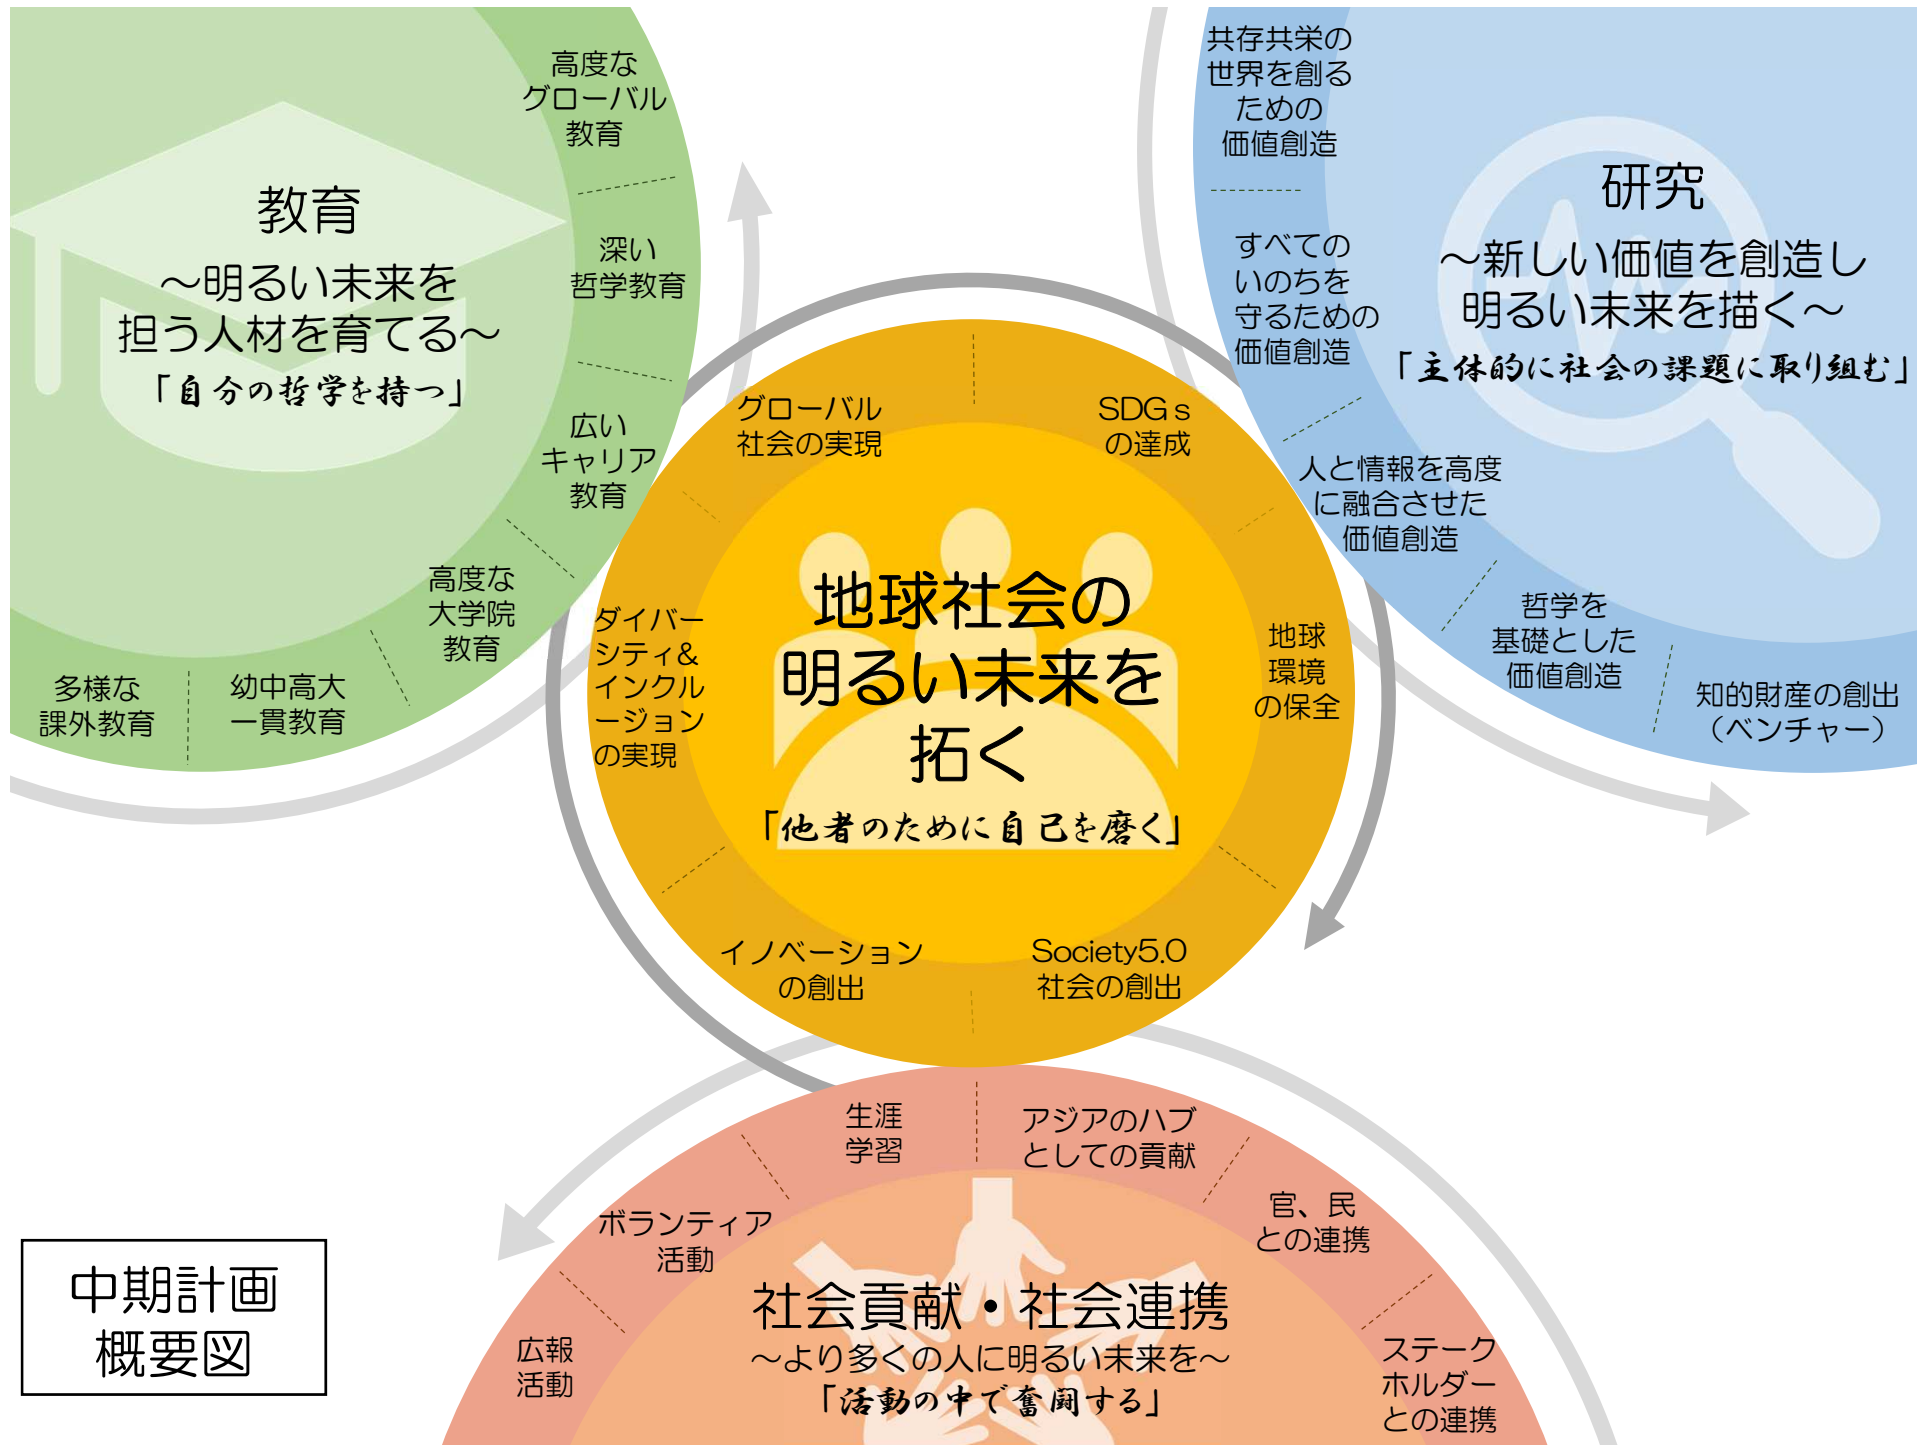 高度な
グローバル
教育
深い
哲学教育
広い
キャリア
教育
高度な
大学院
教育
幼中高大
一貫教育
多様な
課外教育
教育
～明るい未来を
担う人材を育てる～
「自分の哲学を持つ」
共存共栄の
世界を創る
ための
価値創造
すべての
いのちを
守るための
価値創造
人と情報を高度
に融合させた
価値創造
哲学を
基礎とした
価値創造
知的財産の創出
（ベンチャー）
研究
～新しい価値を創造し
明るい未来を描く～
「主体的に社会の課題に取り組む」
グローバル
社会の実現
SDGｓ
の達成
地球
環境
の保全
Society5.0
社会の創出
イノベーション
の創出
ダイバー
シティ&
インクル
ージョン
の実現
地球社会の
明るい未来を
拓く
「他者のために自己を磨く」
広報
活動
ボランティア
活動
生涯
学習
アジアのハブ
としての貢献
官、民
との連携
ステーク
ホルダー
との連携
社会貢献・社会連携
～より多くの人に明るい未来を～
「活動の中で奮闘する」
中期計画
概要図